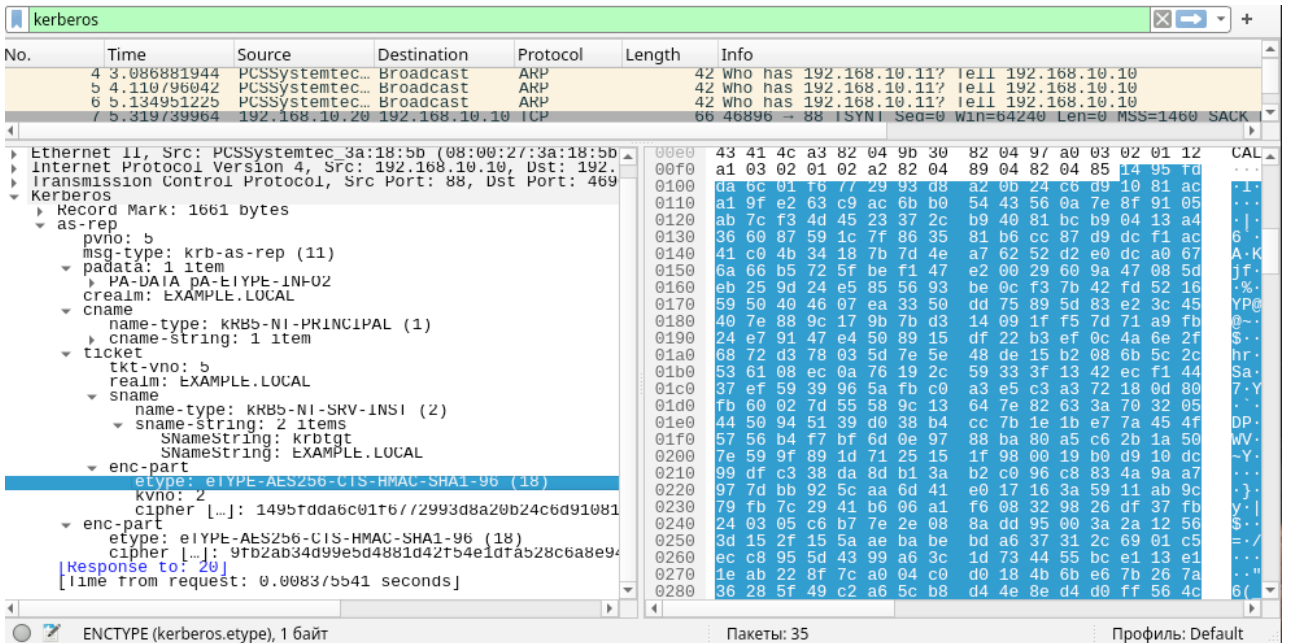 kerberos
No. Time Source Destination Protocol Length Info
4 3.086881944 PCSSystemtec… Broadcast ARP 42 Who has 192.168.10.11? Tell 192.168.10.10
5 4.110796042 PCSSystemtec… Broadcast ARP 42 Who has 192.168.10.11? Tell 192.168.10.10
6 5.134951225 PCSSystemtec… Broadcast ARP 42 Who has 192.168.10.11? Tell 192.168.10.10
7 5.319739964 192.168.10.20 192.168.10.10 TCP 66 46896 → 88 [SYN] Seq=0 Win=64240 Len=0 MSS=1460 SACK
Ethernet II, Src: PCSSystemtec_3a:18:5b (08:00:27:3a:18:5b
Internet Protocol Version 4, Src: 192.168.10.10, Dst: 192.
Transmission Control Protocol, Src Port: 88, Dst Port: 469
Kerberos
Record Mark: 1661 bytes
as-rep
pvno: 5
msg-type: krb-as-rep (11)
padata: 1 item
PA-DATA pA-ETYPE-INFO2
crealm: EXAMPLE.LOCAL
cname
name-type: kRB5-NT-PRINCIPAL (1)
cname-string: 1 item
ticket
tkt-vno: 5
realm: EXAMPLE.LOCAL
sname
name-type: kRB5-NT-SRV-INST (2)
sname-string: 2 items
SNameString: krbtgt
SNameString: EXAMPLE.LOCAL
enc-part
etype: eTYPE-AES256-CTS-HMAC-SHA1-96 (18)
kvno: 2
cipher […]: 1495fdda6c01f6772993d8a20b24c6d91081
enc-part
etype: eTYPE-AES256-CTS-HMAC-SHA1-96 (18)
cipher […]: 9fb2ab34d99e5d4881d42f54e1dfa528c6a8e94
[Response to: 20]
[Time from request: 0.008375541 seconds]
00e0 43 41 4c a3 82 04 9b 30 82 04 97 a0 03 02 01 12 CAL
00f0 a1 03 02 01 02 a2 82 04 89 04 82 04 85 14 95 fd ···
0100 da 6c 01 f6 77 29 93 d8 a2 0b 24 c6 d9 10 81 ac ·l·
0110 a1 9f e2 63 c9 ac 6b b0 54 43 56 0a 7e 8f 91 05 ···
0120 ab 7c f3 4d 45 23 37 2c b9 40 81 bc b9 04 13 a4 ·|·
0130 36 60 87 59 1c 7f 86 35 81 b6 cc 87 d9 dc f1 ac 6`·
0140 41 c0 4b 34 18 7b 7d 4e a7 62 52 d2 e0 dc a0 67 A·K
0150 6a 66 b5 72 5f be f1 47 e2 00 29 60 9a 47 08 5d jf·
0160 eb 25 9d 24 e5 85 56 93 be 0c f3 7b 42 fd 52 16 ·%·
0170 59 50 40 46 07 ea 33 50 dd 75 89 5d 83 e2 3c 45 YP@
0180 40 7e 88 9c 17 9b 7b d3 14 09 1f f5 7d 71 a9 fb @~·
0190 24 e7 91 47 e4 50 89 15 df 22 b3 ef 0c 4a 6e 2f $··
01a0 68 72 d3 78 03 5d 7e 5e 48 de 15 b2 08 6b 5c 2c hr·
01b0 53 61 08 ec 0a 76 19 2c 59 33 3f 13 42 ec f1 44 Sa·
01c0 37 ef 59 39 96 5a fb c0 a3 e5 c3 a3 72 18 0d 80 7·Y
01d0 fb 60 02 7d 55 58 9c 13 64 7e 82 63 3a 70 32 05 ·`·
01e0 44 50 94 51 39 d0 38 b4 cc 7b 1e 1b e7 7a 45 4f DP·
01f0 57 56 b4 f7 bf 6d 0e 97 88 ba 80 a5 c6 2b 1a 50 WV·
0200 7e 59 9f 89 1d 71 25 15 1f 98 00 19 b0 d9 10 dc ~Y·
0210 99 df c3 38 da 8d b1 3a b2 c0 96 c8 83 4a 9a a7 ···
0220 97 7d bb 92 5c aa 6d 41 e0 17 16 3a 59 11 ab 9c ·}·
0230 79 fb 7c 29 41 b6 06 a1 f6 08 32 98 26 df 37 fb y·|
0240 24 03 05 c6 b7 7e 2e 08 8a dd 95 00 3a 2a 12 56 $··
0250 3d 15 2f 15 5a ae ba be bd a6 37 31 2c 69 01 c5 =·/
0260 ec c8 95 5d 43 99 a6 3c 1d 73 44 55 bc e1 13 e1 ···
0270 1e ab 22 8f 7c a0 04 c0 d0 18 4b 6b e6 7b 26 7a ··"
0280 36 28 5f 49 c2 a6 5c b8 d4 4e 8e d4 d0 ff 56 4c 6(_
ENCTYPE (kerberos.etype), 1 байт Пакеты: 35 Профиль: Default